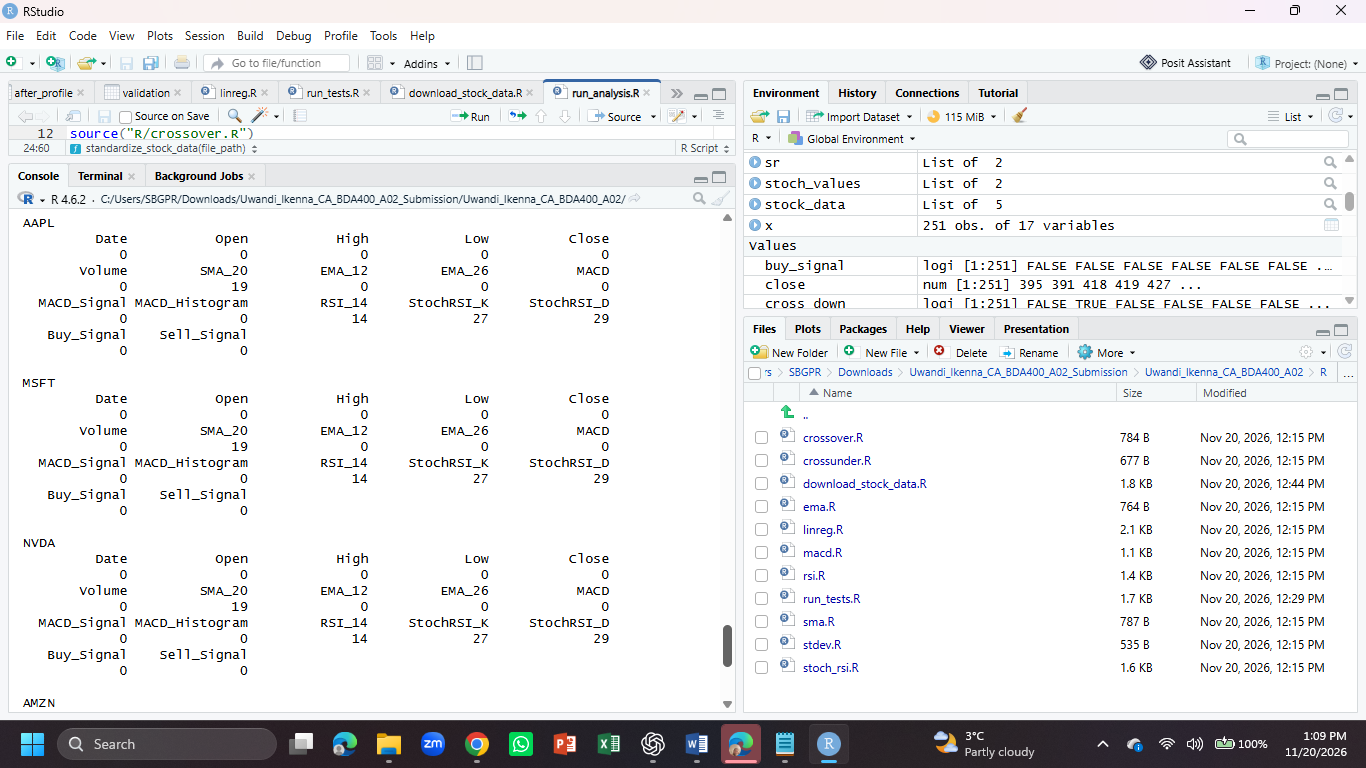 RStudio
File Edit Code View Plots Session Build Debug Profile Tools Help
Go to file/function Addins Posit Assistant Project: (None)
after_profile validation linreg.R run_tests.R download_stock_data.R run_analysis.R
Source on Save Run Source
12 source("R/crossover.R")
24:60 standardize_stock_data(file_path) R Script
Console Terminal Background Jobs
R 4.6.2 · C:/Users/SBGPR/Downloads/Uwandi_Ikenna_CA_BDA400_A02_Submission/Uwandi_Ikenna_CA_BDA400_A02/
AAPL
Date Open High Low Close
0 0 0 0 0
Volume SMA_20 EMA_12 EMA_26 MACD
0 19 0 0 0
MACD_Signal MACD_Histogram RSI_14 StochRSI_K StochRSI_D
0 0 14 27 29
Buy_Signal Sell_Signal
0 0
MSFT
Date Open High Low Close
0 0 0 0 0
Volume SMA_20 EMA_12 EMA_26 MACD
0 19 0 0 0
MACD_Signal MACD_Histogram RSI_14 StochRSI_K StochRSI_D
0 0 14 27 29
Buy_Signal Sell_Signal
0 0
NVDA
Date Open High Low Close
0 0 0 0 0
Volume SMA_20 EMA_12 EMA_26 MACD
0 19 0 0 0
MACD_Signal MACD_Histogram RSI_14 StochRSI_K StochRSI_D
0 0 14 27 29
Buy_Signal Sell_Signal
0 0
AMZN
Environment History Connections Tutorial
Import Dataset 115 MiB List
R Global Environment
sr List of 2
stoch_values List of 2
stock_data List of 5
x 251 obs. of 17 variables
Values
buy_signal logi [1:251] FALSE FALSE FALSE FALSE FALSE FALSE ...
close num [1:251] 395 391 418 419 427 ...
cross_down logi [1:251] FALSE TRUE FALSE FALSE FALSE FALSE ...
Files Plots Packages Help Viewer Presentation
New Folder New File Delete Rename More
rs SBGPR Downloads Uwandi_Ikenna_CA_BDA400_A02_Submission Uwandi_Ikenna_CA_BDA400_A02 R ...
Name Size Modified
..
crossover.R 784 B Nov 20, 2026, 12:15 PM
crossunder.R 677 B Nov 20, 2026, 12:15 PM
download_stock_data.R 1.8 KB Nov 20, 2026, 12:44 PM
ema.R 764 B Nov 20, 2026, 12:15 PM
linreg.R 2.1 KB Nov 20, 2026, 12:15 PM
macd.R 1.1 KB Nov 20, 2026, 12:15 PM
rsi.R 1.4 KB Nov 20, 2026, 12:15 PM
run_tests.R 1.7 KB Nov 20, 2026, 12:29 PM
sma.R 787 B Nov 20, 2026, 12:15 PM
stdev.R 535 B Nov 20, 2026, 12:15 PM
stoch_rsi.R 1.6 KB Nov 20, 2026, 12:15 PM
Search
zm
3°C
Partly cloudy
100%
1:09 PM
11/20/2026